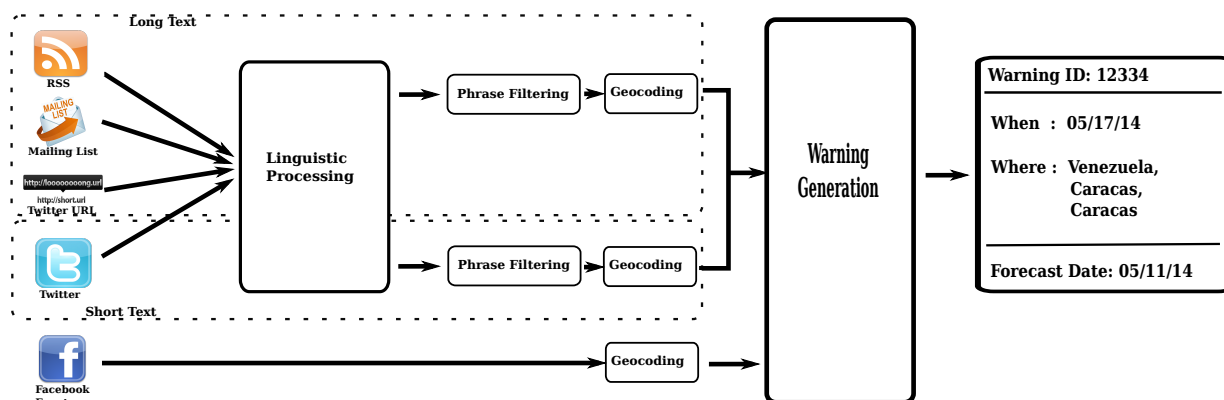 Long Text
RSS
MAILING
LIST
Mailing List
http://looooooong.url
http://short.url
Twitter URL
Twitter
Short Text
Facebook
Linguistic
Processing
Phrase Filtering
Geocoding
Phrase Filtering
Geocoding
Geocoding
Warning
Generation
Warning ID: 12334
When : 05/17/14
Where : Venezuela,
Caracas,
Caracas
Forecast Date: 05/11/14